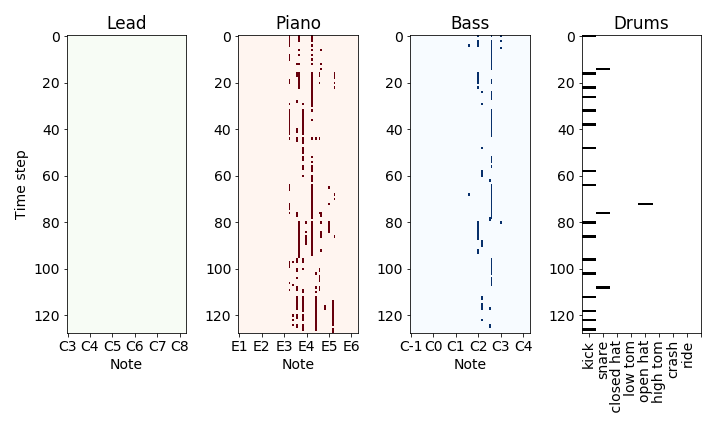 Lead
Piano
Bass
Drums
Time step
0
20
40
60
80
100
120
C3 C4 C5 C6 C7 C8
Note
0
20
40
60
80
100
120
E1 E2 E3 E4 E5 E6
Note
0
20
40
60
80
100
120
C-1 C0 C1 C2 C3 C4
Note
0
20
40
60
80
100
120
kick
snare
closed hat
low tom
open hat
high tom
crash
ride